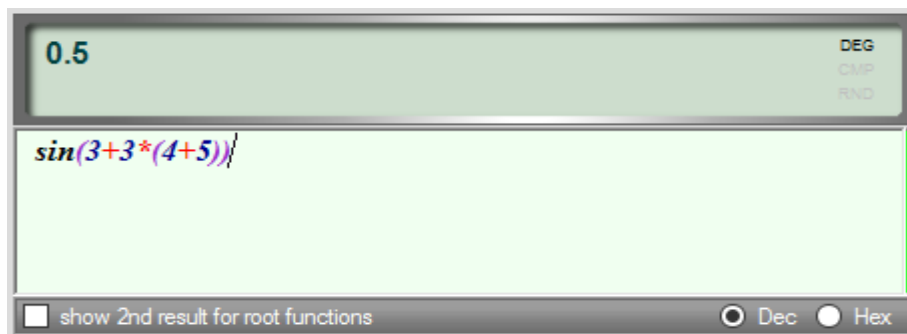 0.5
DEG
CMP
RND
sin(3+3*(4+5))
show 2nd result for root functions
Dec
Hex